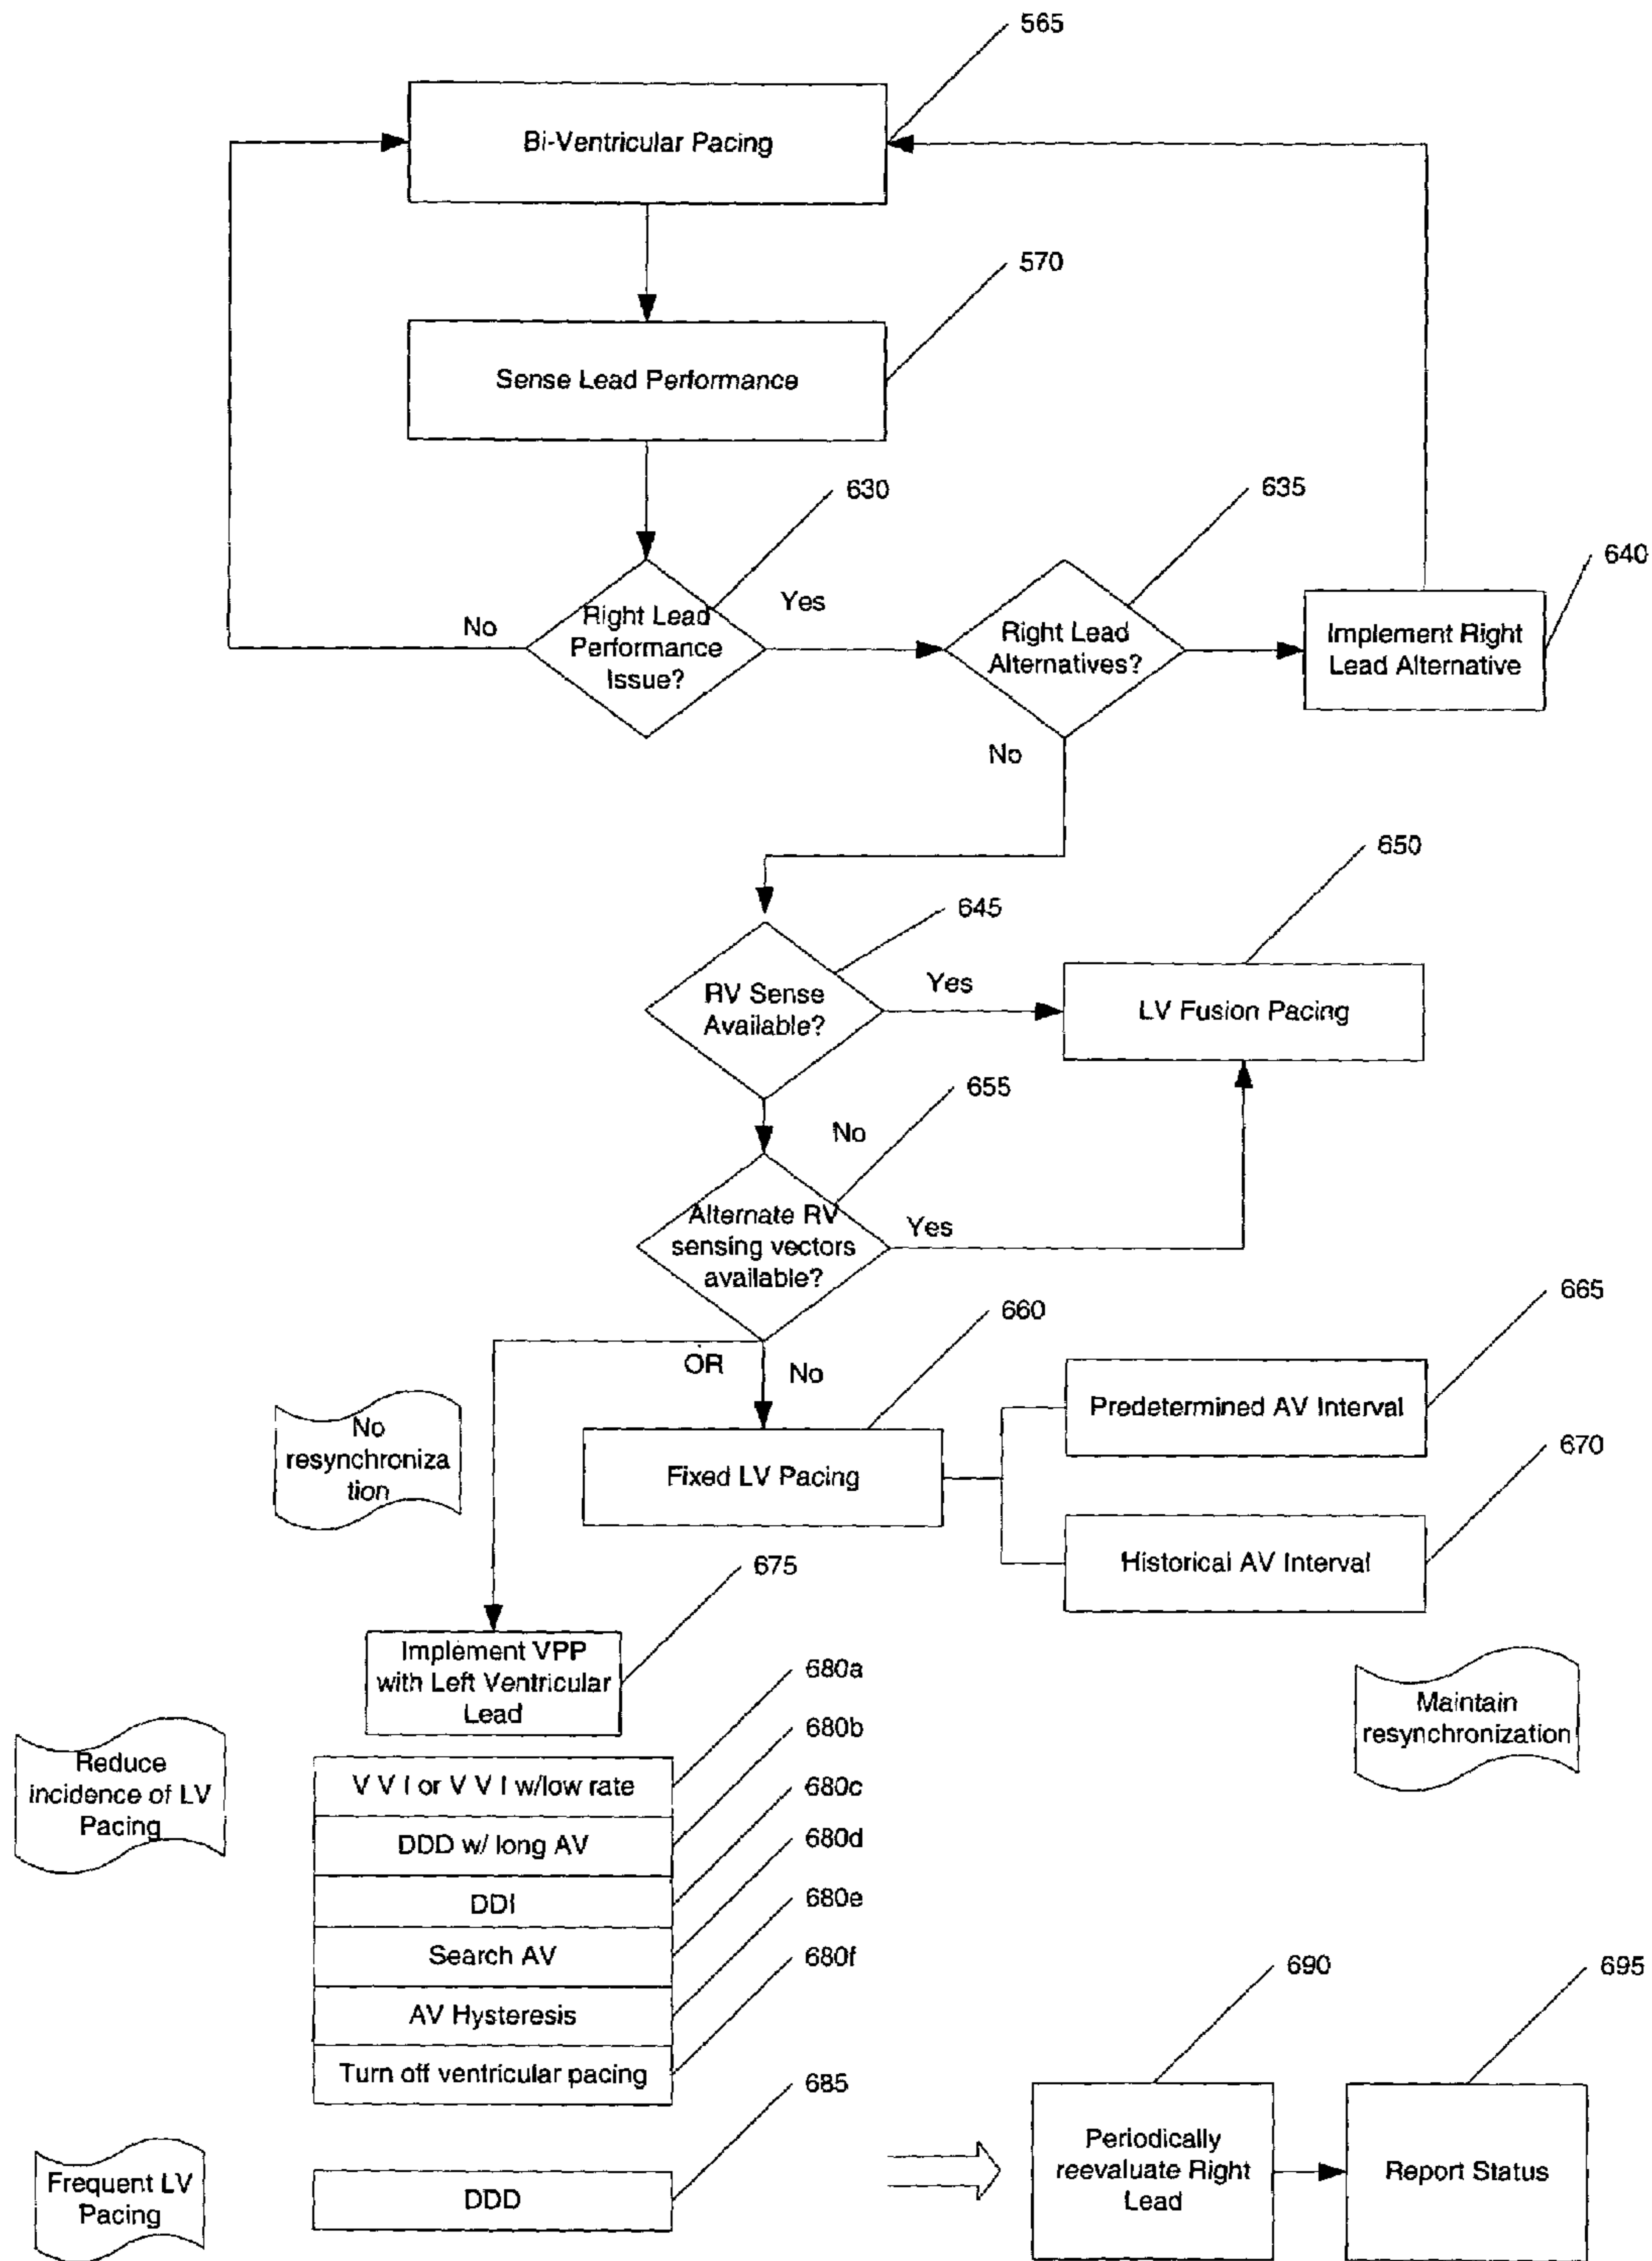 565
Bi-Ventricular Pacing
570
Sense Lead Performance
630
635
640
No
Right Lead
Performance
Issue?
Yes
Right Lead
Alternatives?
Implement Right
Lead Alternative
No
650
645
RV Sense
Available?
Yes
LV Fusion Pacing
655
No
Alternate RV
sensing vectors
available?
Yes
660
665
OR
No
No
resynchroniza
tion
Predetermined AV Interval
Fixed LV Pacing
670
Historical AV Interval
675
Implement VPP
with Left Ventricular
Lead
680a
Maintain
resynchronization
680b
Reduce
incidence of LV
Pacing
V V I or V V I w/low rate
680c
DDD w/ long AV
680d
DDI
680e
Search AV
680f
AV Hysteresis
690
695
Turn off ventricular pacing
685
Frequent LV
Pacing
DDD
Periodically
reevaluate Right
Lead
Report Status